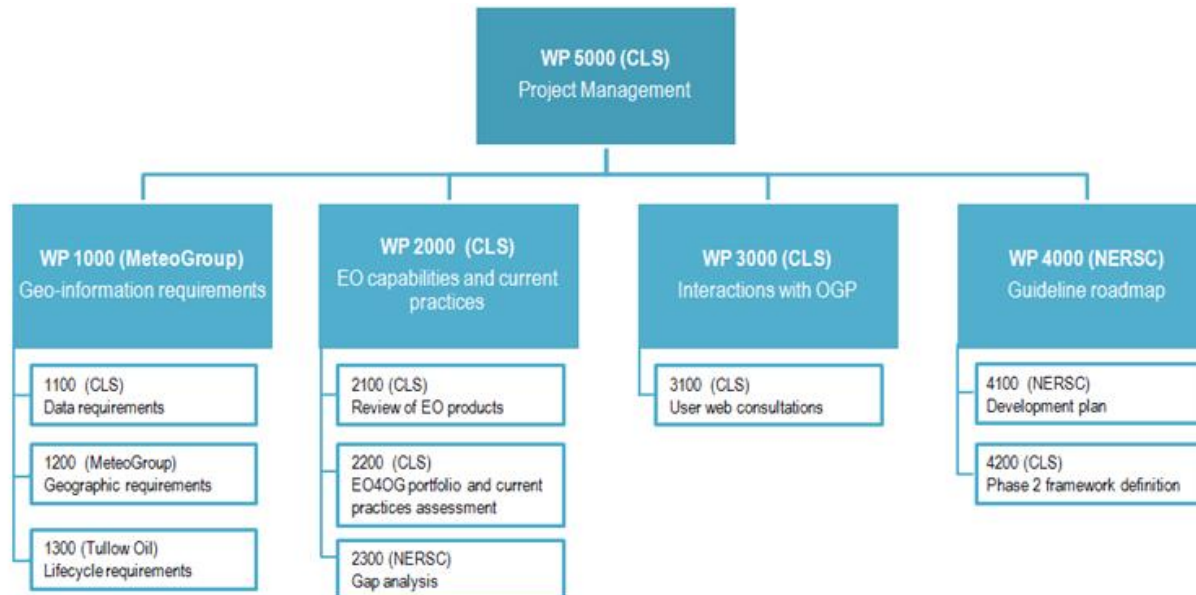 WP 5000 (CLS)
Project Management
WP 1000 (MeteoGroup)
Geo-information requirements
1100 (CLS)
Data requirements
1200 (MeteoGroup)
Geographic requirements
1300 (Tullow Oil)
Lifecycle requirements
WP 2000 (CLS)
EO capabilities and current
practices
2100 (CLS)
Review of EO products
2200 (CLS)
EO4OG portfolio and current
practices assessment
2300 (NERSC)
Gap analysis
WP 3000 (CLS)
Interactions with OGP
3100 (CLS)
User web consultations
WP 4000 (NERSC)
Guideline roadmap
4100 (NERSC)
Development plan
4200 (CLS)
Phase 2 framework definition